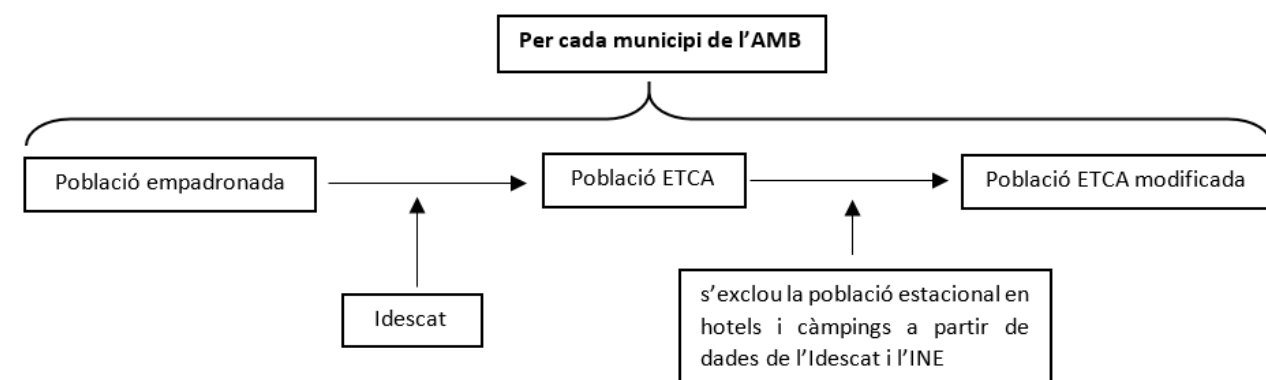 Per cada municipi de l'AMB
Població empadronada
Població ETCA
Població ETCA modificada
Idescat
s'exclou la població estacional en
hotels i càmpings a partir de
dades de l'Idescat i l'INE